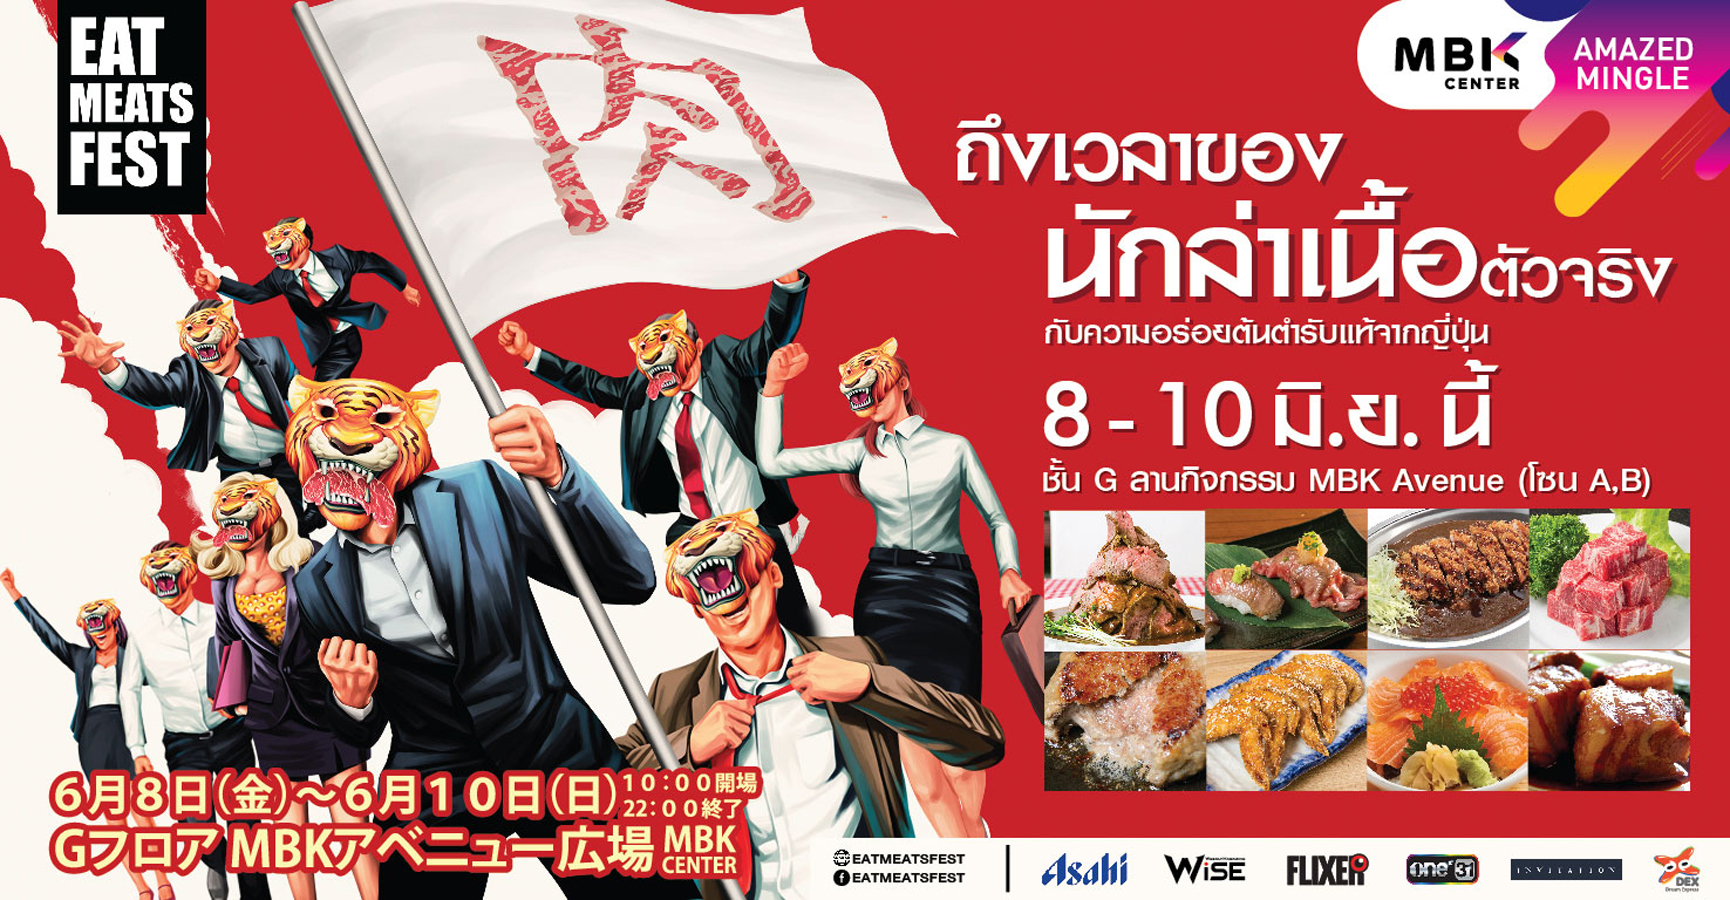 EAT
MEATS
FEST
肉
MBK
CENTER
AMAZED
MINGLE
ถึงเวลาของ
นักล่าเนื้อตัวจริง
กับความอร่อยต้นตำรับแท้จากญี่ปุ่น
8 - 10 มิ.ย. นี้
ชั้น G ลานกิจกรรม MBK Avenue (โซน A,B)
6月8日(金)～6月10日(日) 10:00開場
22:00終了
Gフロア MBKアベニュー広場 MBK
CENTER
EATMEATSFEST
EATMEATSFEST
Asahi
WiSE
FLIXER
one 31
INVITATION
DEX
Dream Express